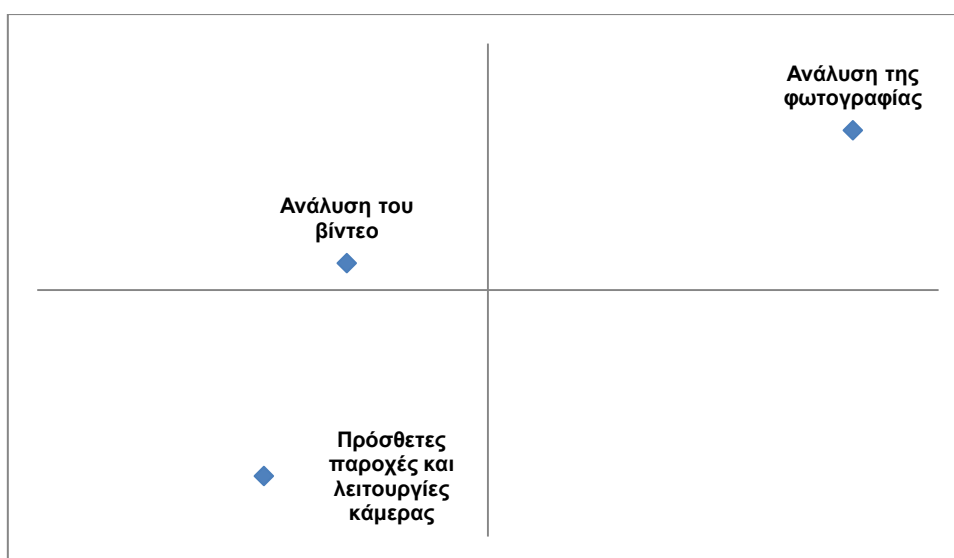 Ανάλυση της
φωτογραφίας
Ανάλυση του
βίντεο
Πρόσθετες
παροχές και
λειτουργίες
κάμερας